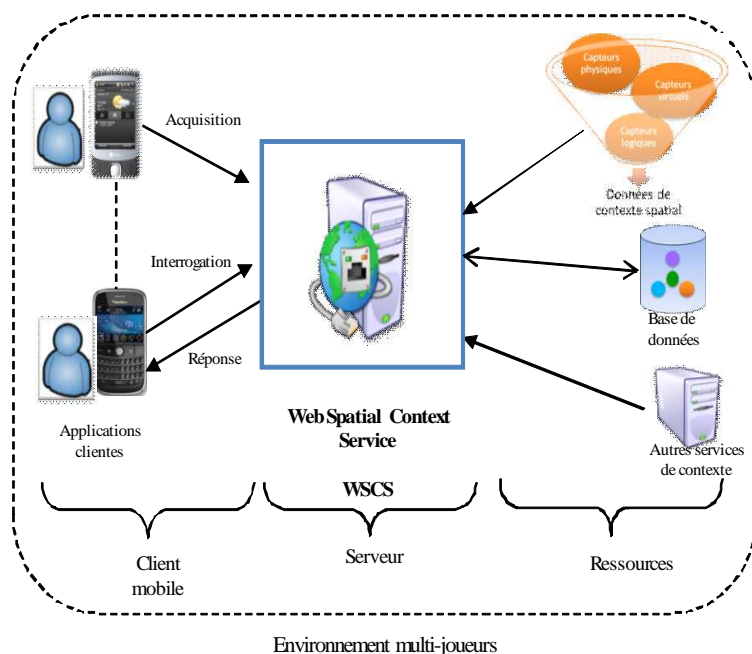 Acquisition
Interrogation
Réponse
Applications
clientes
Web Spatial Context
Service
WSCS
Capteurs
physiques
Capteurs
virtuels
Capteurs
logiques
Données de
contexte spatial
Base de
données
Autres services
de contexte
Client
mobile
Serveur
Ressources
Environnement multi-joueurs